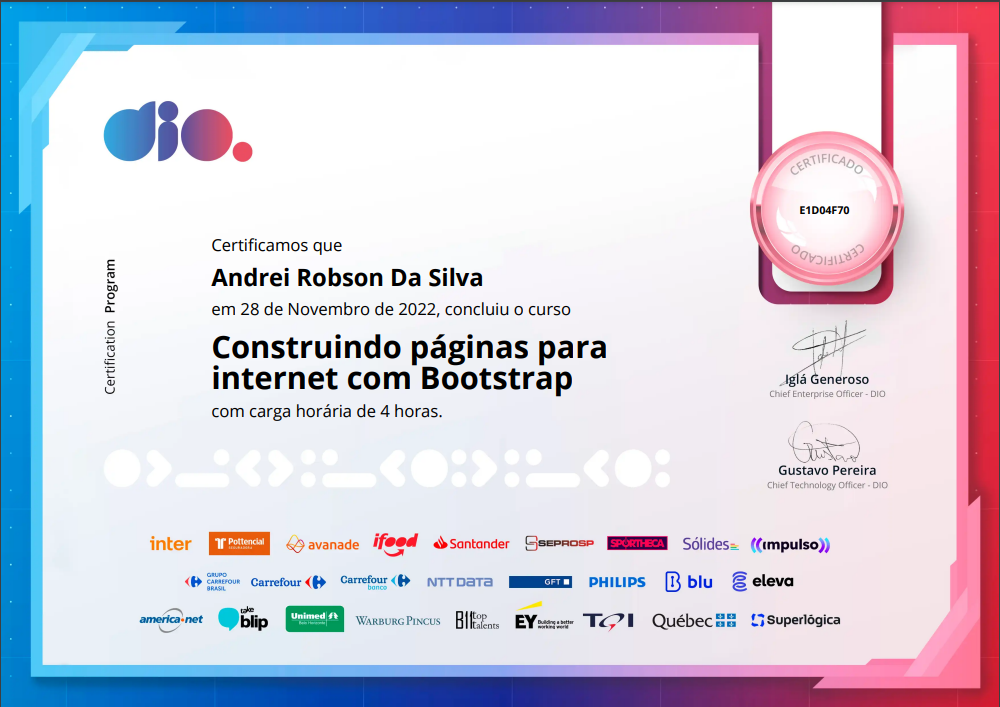 dio.
CERTIFICADO
E1D04F70
CERTIFICADO
Certification Program
Certificamos que
Andrei Robson Da Silva
em 28 de Novembro de 2022, concluiu o curso
Construindo páginas para
internet com Bootstrap
com carga horária de 4 horas.
Iglá Generoso
Chief Enterprise Officer - DIO
Gustavo Pereira
Chief Technology Officer - DIO
inter Pottencial SEGURADORA avanade ifood Santander SEPROSP SPORTHECA Sólides impulso
GRUPO CARREFOUR BRASIL Carrefour Carrefour banco NTT DATA GFT PHILIPS blu eleva
america net take blip Unimed Belo Horizonte WARBURG PINCUS top talents EY Building a better working world Québec Superlógica